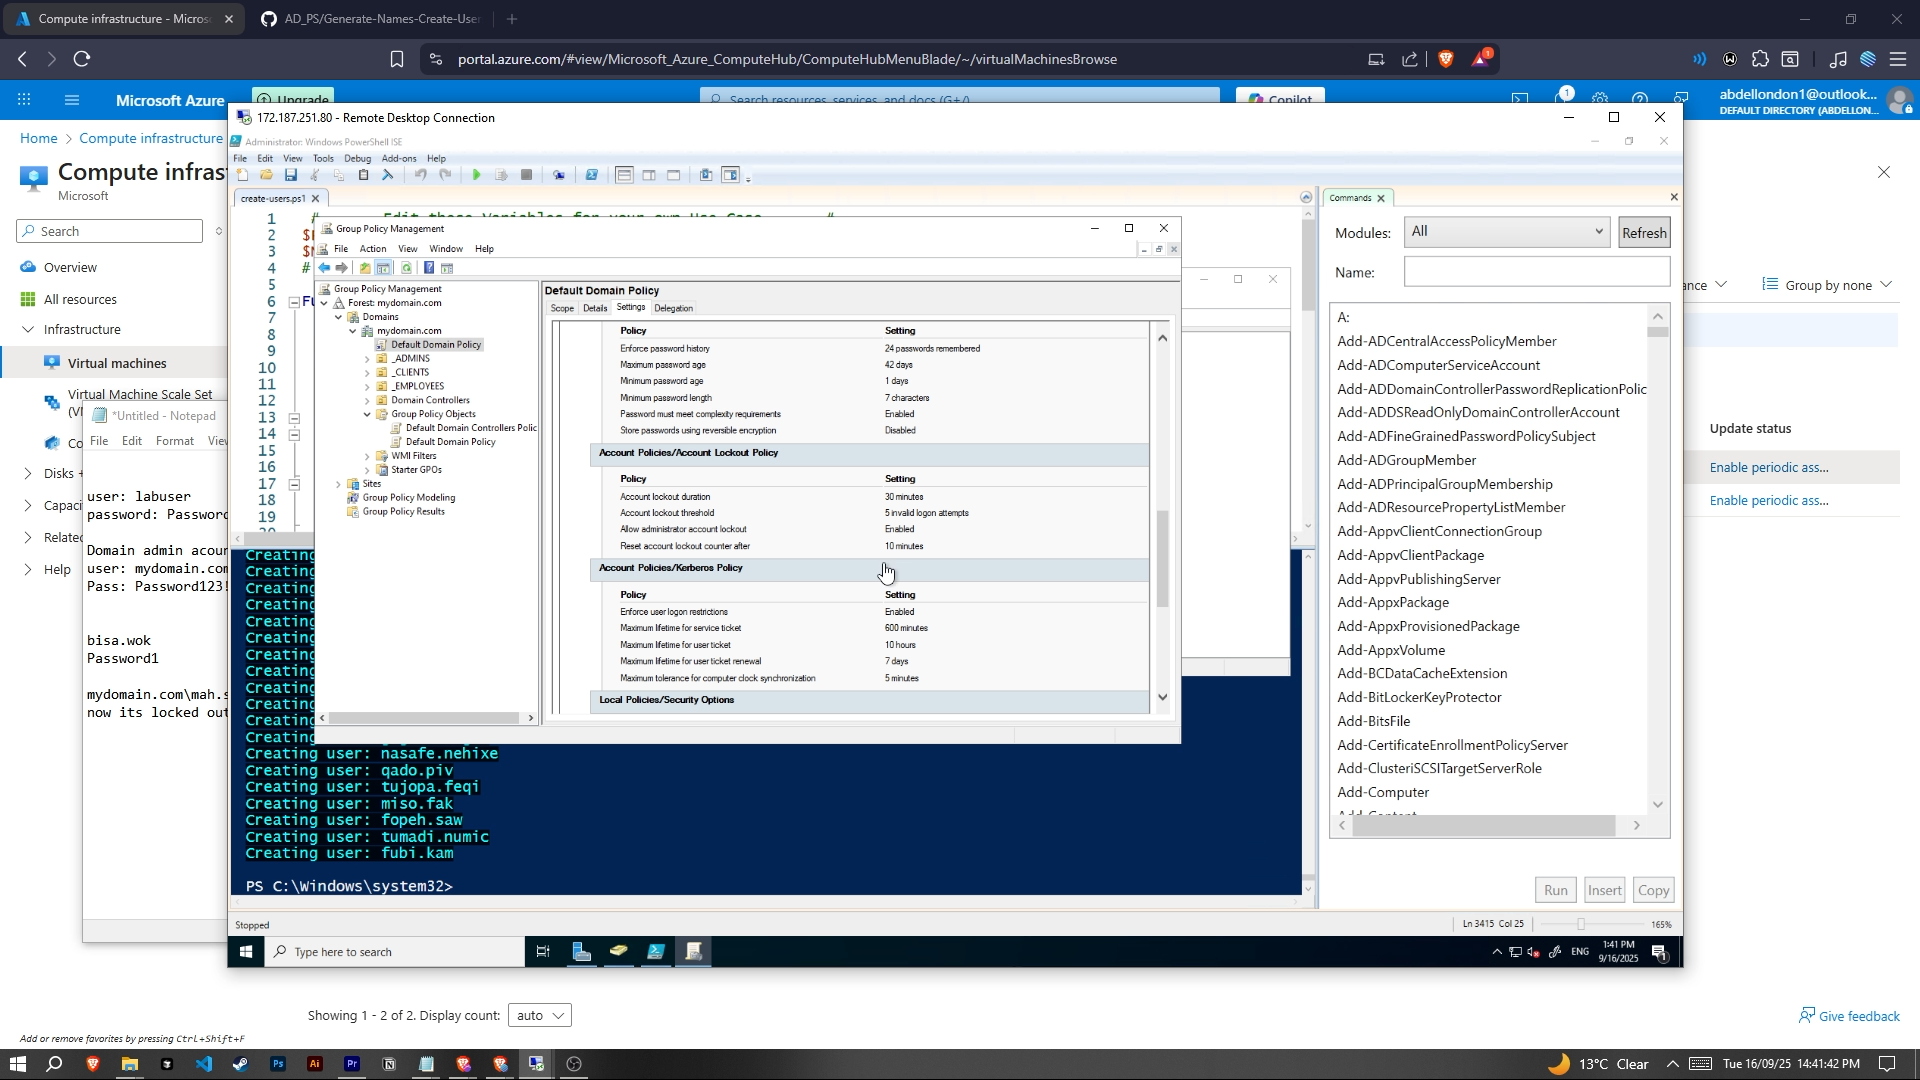 Compute infrastructure - Micros
AD_PS/Generate-Names-Create-Use
portal.azure.com/#view/Microsoft_Azure_ComputeHub/ComputeHubMenuBlade/~/virtualMachinesBrowse
1
Microsoft Azure
Upgrade
Search resources, services, and docs (G+/)
Copilot
1
abdellondon1@outlook...
DEFAULT DIRECTORY (ABDELLON...
Home > Compute infrastructure
Compute infras
Microsoft
Search
Overview
All resources
Infrastructure
Virtual machines
Virtual Machine Scale Set
Disks +
Capaci
Relate
Help
*Untitled - Notepad
File Edit Format Vie
user: labuser
password: Passwor
Domain admin acour
user: mydomain.com
Pass: Password123!
bisa.wok
Password1
mydomain.com\mah.s
now its locked out
172.187.251.80 - Remote Desktop Connection
Administrator: Windows PowerShell ISE
File Edit View Tools Debug Add-ons Help
create-users.ps1
1 # Edit these Variables for your own Use Case #
2
3
4 #
5
6
7
8
9
10
11
12
13
14
15
16
17
18
19
20
Group Policy Management
File Action View Window Help
Group Policy Management
Forest: mydomain.com
Domains
mydomain.com
Default Domain Policy
_ADMINS
_CLIENTS
_EMPLOYEES
Domain Controllers
Group Policy Objects
Default Domain Controllers Polic
Default Domain Policy
WMI Filters
Starter GPOs
Sites
Group Policy Modeling
Group Policy Results
Default Domain Policy
Scope Details Settings Delegation
Policy Setting
Enforce password history 24 passwords remembered
Maximum password age 42 days
Minimum password age 1 days
Minimum password length 7 characters
Password must meet complexity requirements Enabled
Store passwords using reversible encryption Disabled
Account Policies/Account Lockout Policy
Policy Setting
Account lockout duration 30 minutes
Account lockout threshold 5 invalid logon attempts
Allow administrator account lockout Enabled
Reset account lockout counter after 10 minutes
Account Policies/Kerberos Policy
Policy Setting
Enforce user logon restrictions Enabled
Maximum lifetime for service ticket 600 minutes
Maximum lifetime for user ticket 10 hours
Maximum lifetime for user ticket renewal 7 days
Maximum tolerance for computer clock synchronization 5 minutes
Local Policies/Security Options
Creating
Creating
Creating
Creating
Creating
Creating
Creating
Creating
Creating
Creating
Creating
Creating
Creating user: nasafe.nehixe
Creating user: qado.piv
Creating user: tujopa.feqi
Creating user: miso.fak
Creating user: fopeh.saw
Creating user: tumadi.numic
Creating user: fubi.kam
PS C:\Windows\system32>
Stopped
Ln 3415 Col 25
165%
Commands
Modules: All Refresh
Name:
A:
Add-ADCentralAccessPolicyMember
Add-ADComputerServiceAccount
Add-ADDomainControllerPasswordReplicationPolic
Add-ADDSReadOnlyDomainControllerAccount
Add-ADFineGrainedPasswordPolicySubject
Add-ADGroupMember
Add-ADPrincipalGroupMembership
Add-ADResourcePropertyListMember
Add-AppvClientConnectionGroup
Add-AppvClientPackage
Add-AppvPublishingServer
Add-AppxPackage
Add-AppxProvisionedPackage
Add-AppxVolume
Add-BCDataCacheExtension
Add-BitLockerKeyProtector
Add-BitsFile
Add-CertificateEnrollmentPolicyServer
Add-ClusteriSCSITargetServerRole
Add-Computer
Add-Content
Run Insert Copy
Type here to search
ENG
1:41 PM
9/16/2025
1
nce
Group by none
Update status
Enable periodic ass...
Enable periodic ass...
Showing 1 - 2 of 2. Display count: auto
Give feedback
Add or remove favorites by pressing Ctrl+Shift+F
13°C Clear
Tue 16/09/25 14:41:42 PM